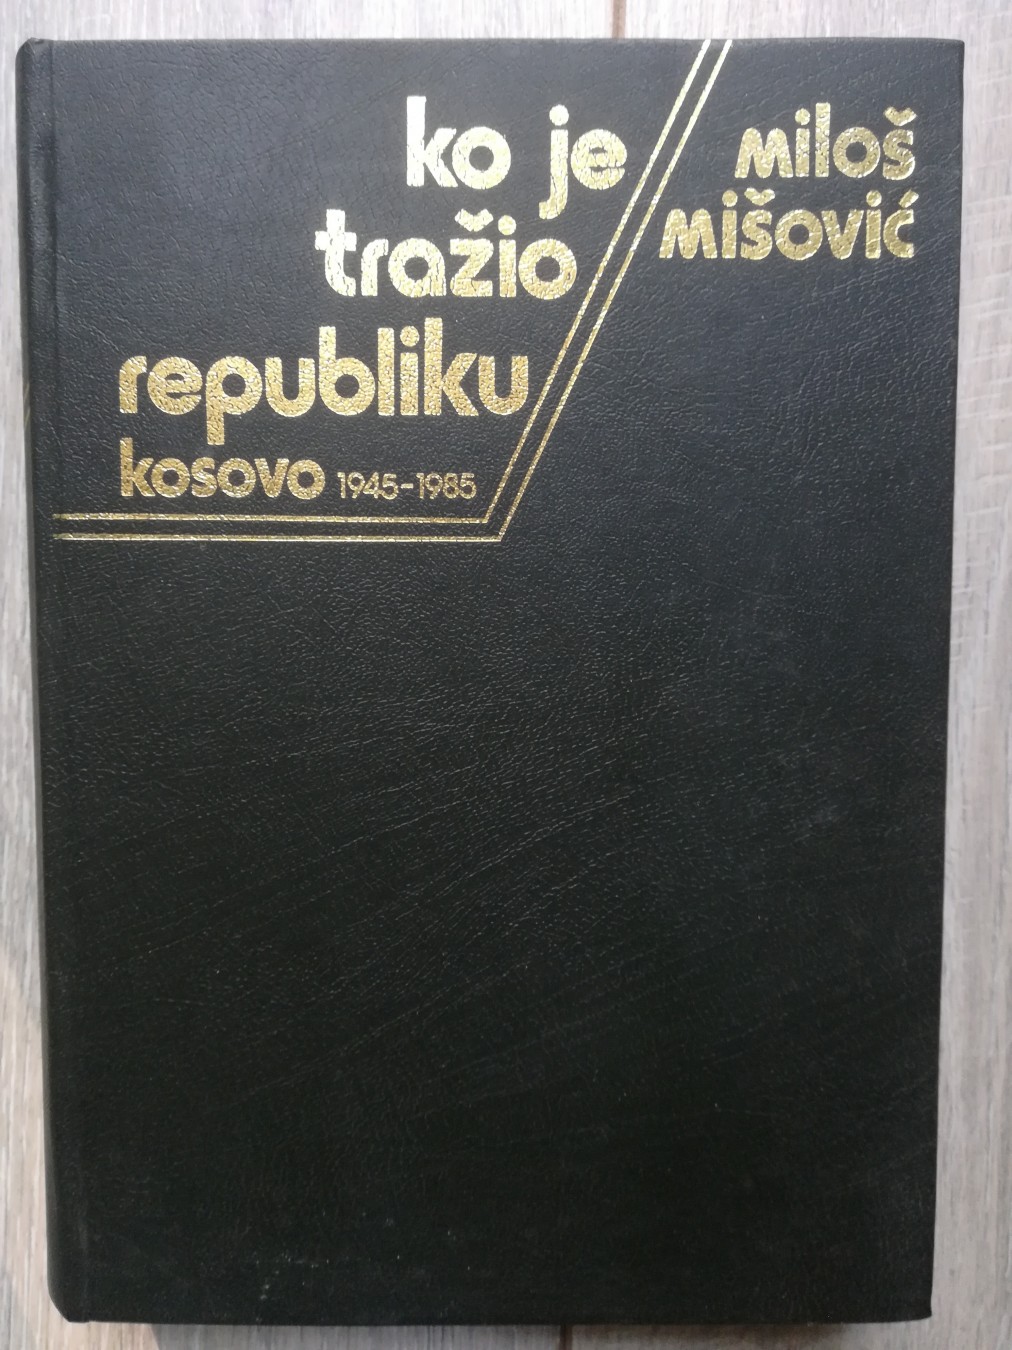 ko je
tražio
republiku
kosovo 1945-1985
miloš
mišović